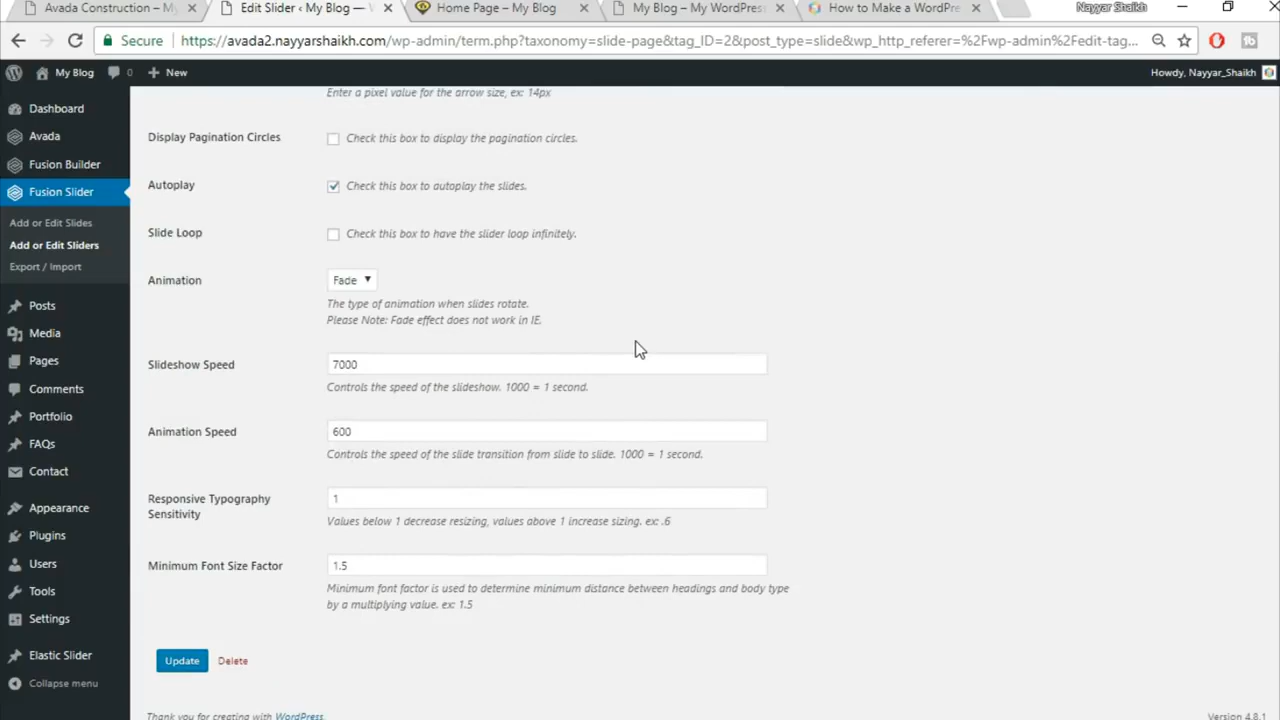 Avada Construction – My
Edit Slider ‹ My Blog —
Home Page – My Blog
My Blog – My WordPress
How to Make a WordPre
Nayyar Shaikh
Secure
https://avada2.nayyarshaikh.com/wp-admin/term.php?taxonomy=slide-page&tag_ID=2&post_type=slide&wp_http_referer=%2Fwp-admin%2Fedit-tag...
My Blog
0
New
Howdy, Nayyar_Shaikh
Dashboard
Avada
Fusion Builder
Fusion Slider
Add or Edit Slides
Add or Edit Sliders
Export / Import
Posts
Media
Pages
Comments
Portfolio
FAQs
Contact
Appearance
Plugins
Users
Tools
Settings
Elastic Slider
Collapse menu
Enter a pixel value for the arrow size, ex: 14px
Display Pagination Circles
Check this box to display the pagination circles.
Autoplay
Check this box to autoplay the slides.
Slide Loop
Check this box to have the slider loop infinitely.
Animation
Fade
The type of animation when slides rotate.
Please Note: Fade effect does not work in IE.
Slideshow Speed
7000
Controls the speed of the slideshow. 1000 = 1 second.
Animation Speed
600
Controls the speed of the slide transition from slide to slide. 1000 = 1 second.
Responsive Typography
Sensitivity
1
Values below 1 decrease resizing, values above 1 increase sizing. ex: .6
Minimum Font Size Factor
1.5
Minimum font factor is used to determine minimum distance between headings and body type
by a multiplying value. ex: 1.5
Update
Delete
Thank you for creating with WordPress.
Version 4.8.1